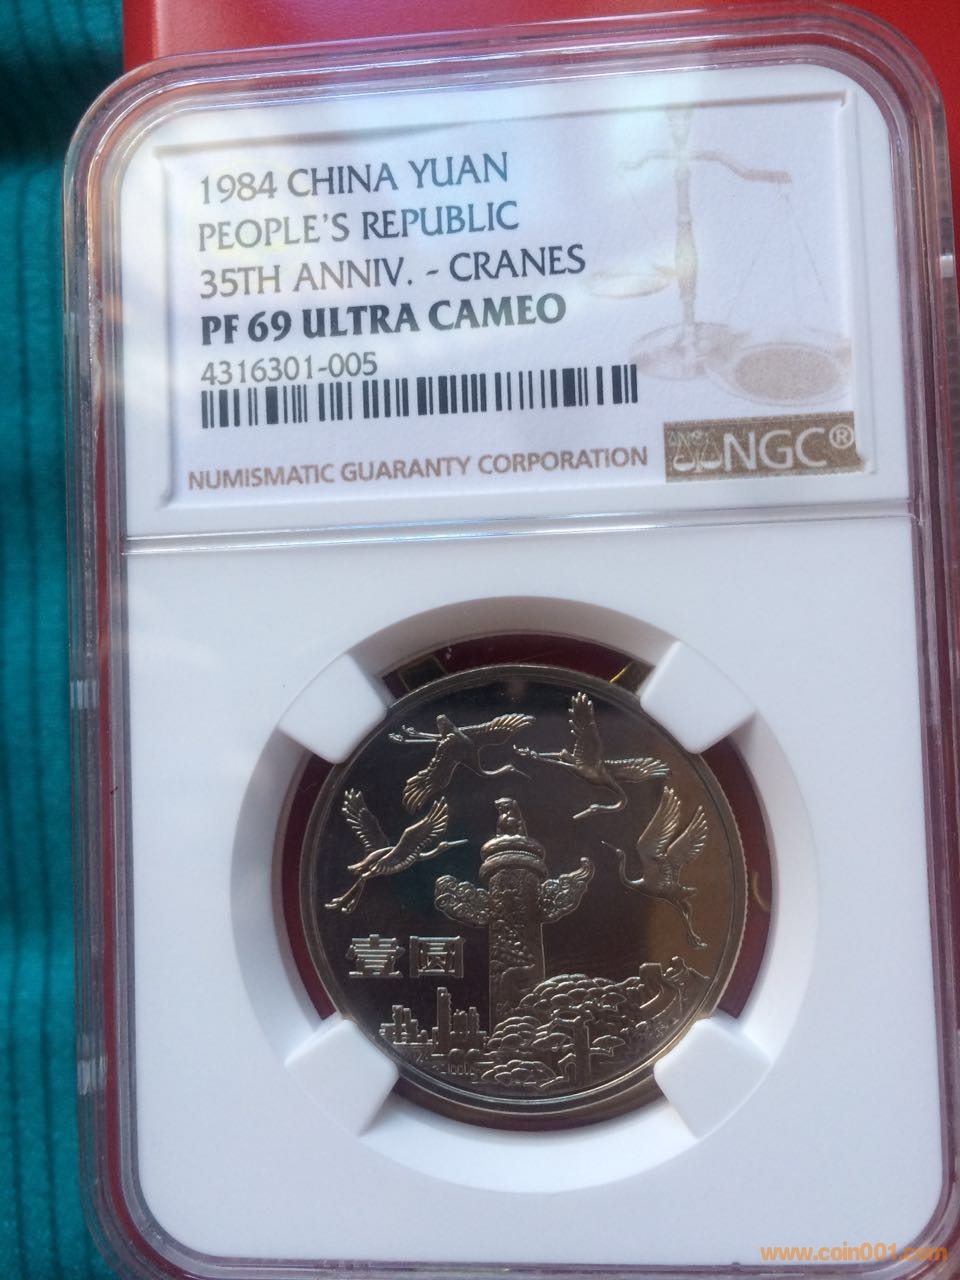 1984 CHINA YUAN
PEOPLE'S REPUBLIC
35TH ANNIV. - CRANES
PF 69 ULTRA CAMEO
4316301-005
NUMISMATIC GUARANTY CORPORATION
NGC®
壹圆
www.coin001.com